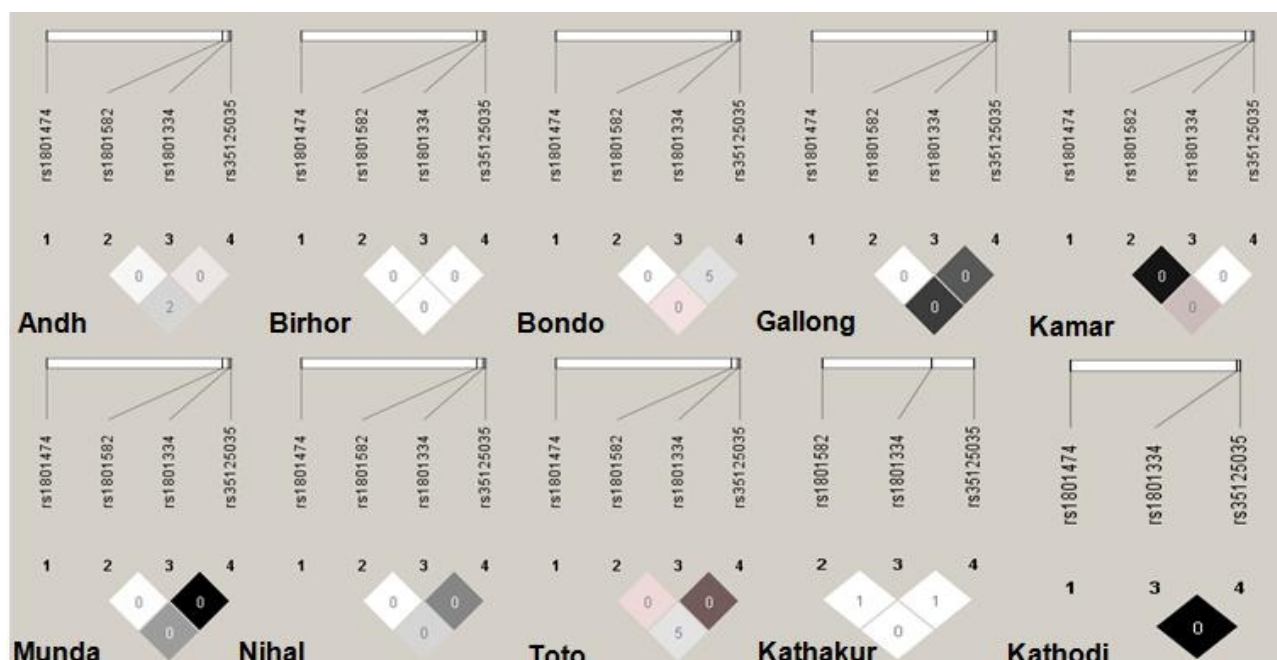 rs1801474 rs1801582 rs1801334 rs35125035
1 2 3 4
0 0
2
Andh
rs1801474 rs1801582 rs1801334 rs35125035
1 2 3 4
0 0
0
Birhor
rs1801474 rs1801582 rs1801334 rs35125035
1 2 3 4
0 5
0
Bondo
rs1801474 rs1801582 rs1801334 rs35125035
1 2 3 4
0 0
0
Gallong
rs1801474 rs1801582 rs1801334 rs35125035
1 2 3 4
0 0
0
Kamar
rs1801474 rs1801582 rs1801334 rs35125035
1 2 3 4
0 0
0
Munda
rs1801474 rs1801582 rs1801334 rs35125035
1 2 3 4
0 0
0
Nihal
rs1801474 rs1801582 rs1801334 rs35125035
1 2 3 4
0 0
5
Toto
rs1801582 rs1801334 rs35125035
2 3 4
1 1
0
Kathakur
rs1801474 rs1801334 rs35125035
1 3 4
0
Kathodi